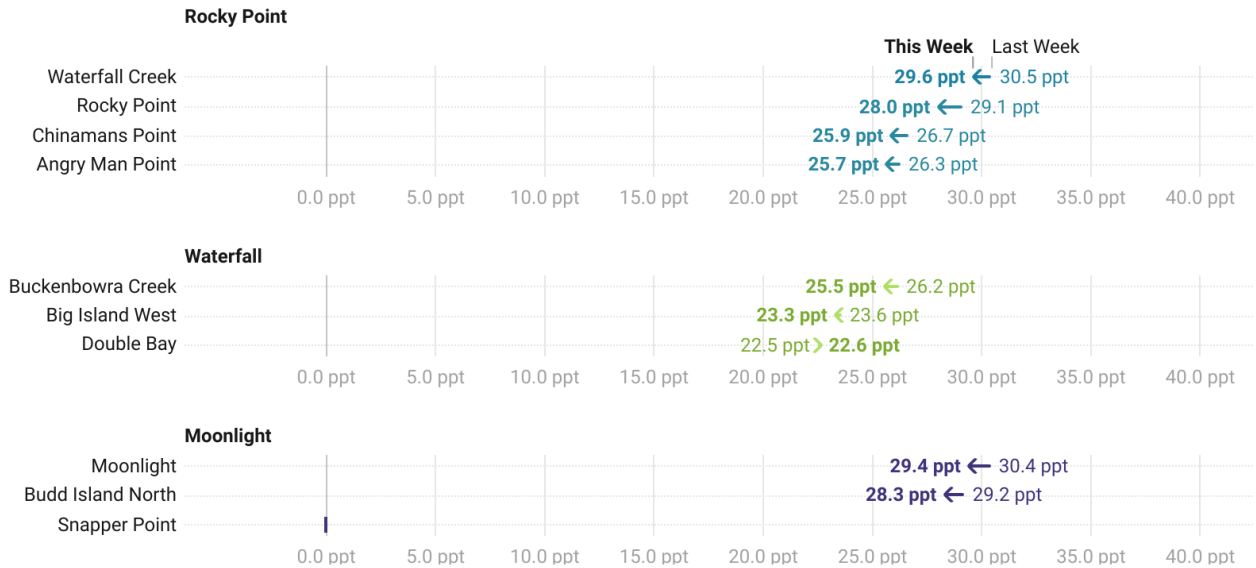 Rocky Point
This Week Last Week
Waterfall Creek 29.6 ppt 30.5 ppt
Rocky Point 28.0 ppt 29.1 ppt
Chinamans Point 25.9 ppt 26.7 ppt
Angry Man Point 25.7 ppt 26.3 ppt
0.0 ppt 5.0 ppt 10.0 ppt 15.0 ppt 20.0 ppt 25.0 ppt 30.0 ppt 35.0 ppt 40.0 ppt
Waterfall
Buckenbowra Creek 25.5 ppt 26.2 ppt
Big Island West 23.3 ppt 23.6 ppt
Double Bay 22.5 ppt 22.6 ppt
0.0 ppt 5.0 ppt 10.0 ppt 15.0 ppt 20.0 ppt 25.0 ppt 30.0 ppt 35.0 ppt 40.0 ppt
Moonlight
Moonlight 29.4 ppt 30.4 ppt
Budd Island North 28.3 ppt 29.2 ppt
Snapper Point
0.0 ppt 5.0 ppt 10.0 ppt 15.0 ppt 20.0 ppt 25.0 ppt 30.0 ppt 35.0 ppt 40.0 ppt